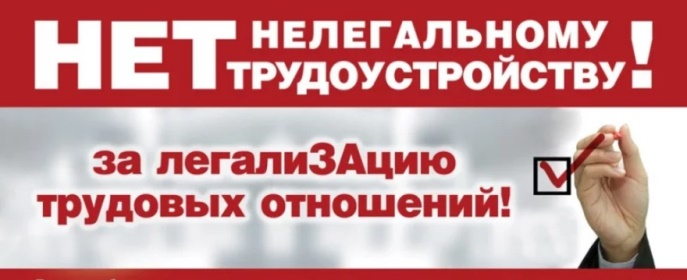 НЕТ НЕЛЕГАЛЬНОМУ
ТРУДОУСТРОЙСТВУ!
за легалиЗАцию
трудовых отношений!